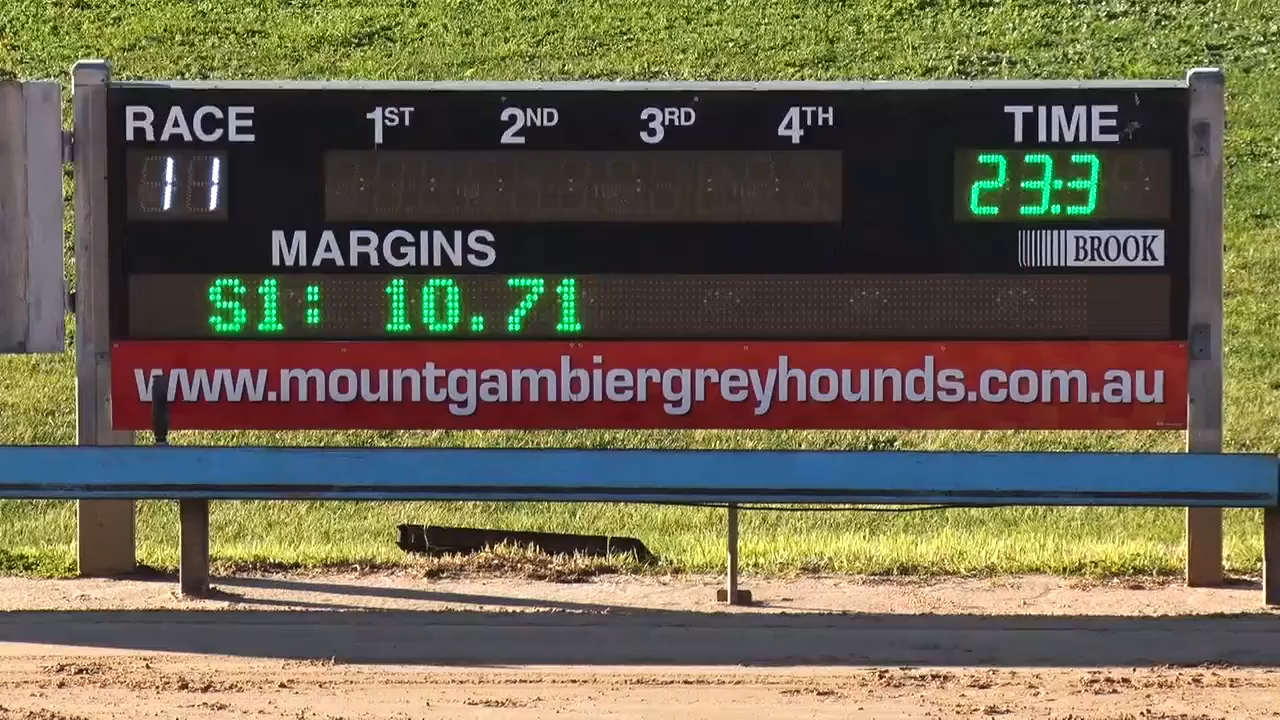 RACE 1ST 2ND 3RD 4TH TIME
11 23:3
MARGINS BROOK
S1: 10.71
www.mountgambiergreyhounds.com.au